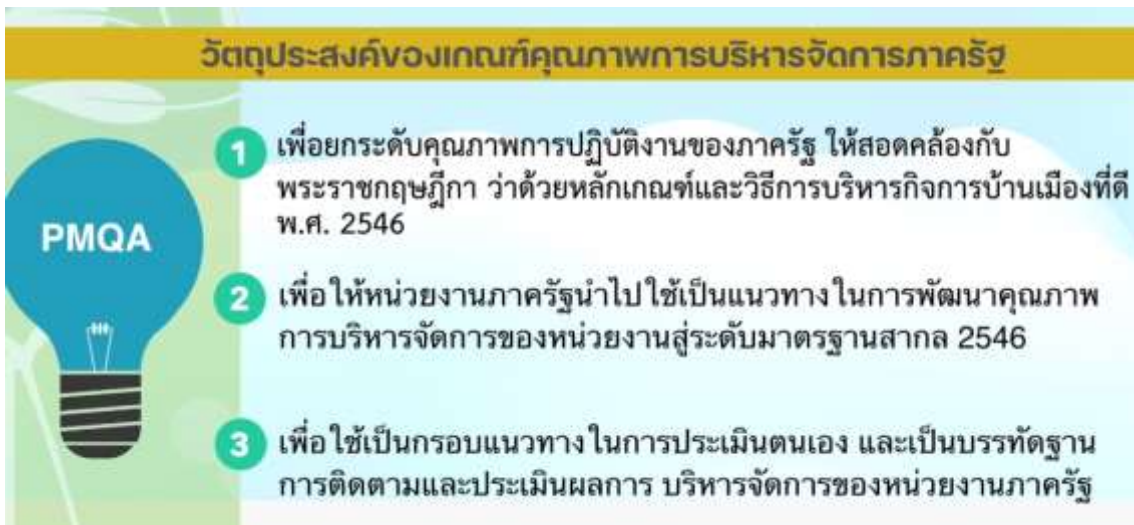 วัตถุประสงค์ของเกณฑ์คุณภาพการบริหารจัดการภาครัฐ
PMQA
1 เพื่อยกระดับคุณภาพการปฏิบัติงานของภาครัฐ ให้สอดคล้องกับ
พระราชกฤษฎีกา ว่าด้วยหลักเกณฑ์และวิธีการบริหารกิจการบ้านเมืองที่ดี
พ.ศ. 2546
2 เพื่อให้หน่วยงานภาครัฐนำไปใช้เป็นแนวทางในการพัฒนาคุณภาพ
การบริหารจัดการของหน่วยงานสู่ระดับมาตรฐานสากล 2546
3 เพื่อใช้เป็นกรอบแนวทางในการประเมินตนเอง และเป็นบรรทัดฐาน
การติดตามและประเมินผลการ บริหารจัดการของหน่วยงานภาครัฐ